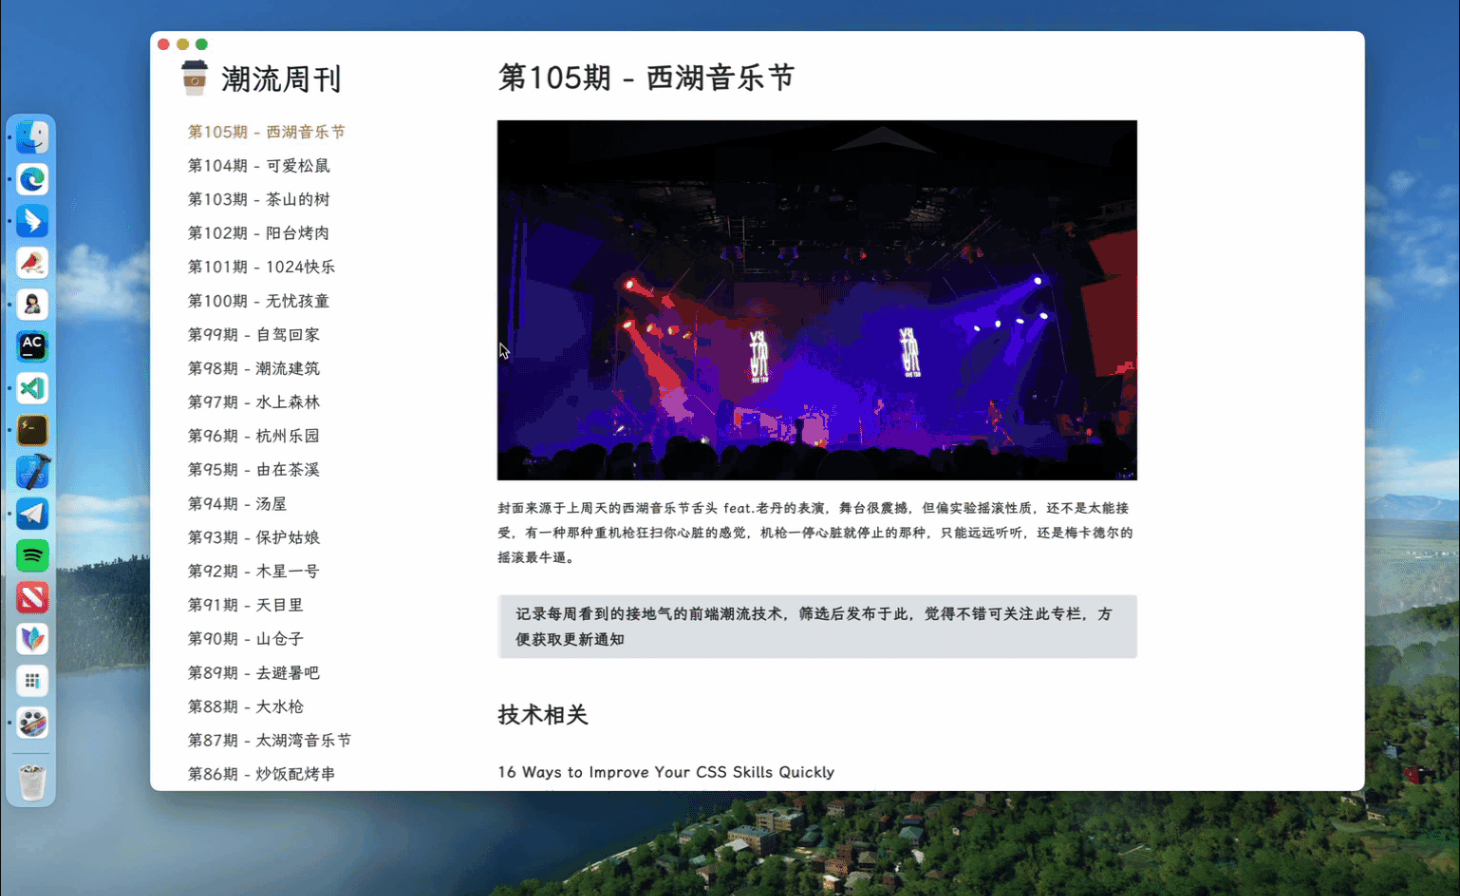 潮流周刊
第105期 - 西湖音乐节
第104期 - 可爱松鼠
第103期 - 茶山的树
第102期 - 阳台烤肉
第101期 - 1024快乐
第100期 - 无忧孩童
第99期 - 自驾回家
第98期 - 潮流建筑
第97期 - 水上森林
第96期 - 杭州乐园
第95期 - 由在茶溪
第94期 - 汤屋
第93期 - 保护姑娘
第92期 - 木星一号
第91期 - 天目里
第90期 - 山仓子
第89期 - 去避暑吧
第88期 - 大水枪
第87期 - 太湖湾音乐节
第86期 - 炒饭配烤串
第105期 - 西湖音乐节
封面来源于上周天的西湖音乐节舌头 feat.老丹的表演，舞台很震撼，但偏实验摇滚性质，还不是太能接
受，有一种那种重机枪狂扫你心脏的感觉，机枪一停心脏就停止的那种，只能远远听听，还是梅卡德尔的
摇滚最牛逼。
记录每周看到的接地气的前端潮流技术，筛选后发布于此，觉得不错可关注此专栏，方
便获取更新通知
技术相关
16 Ways to Improve Your CSS Skills Quickly
AC